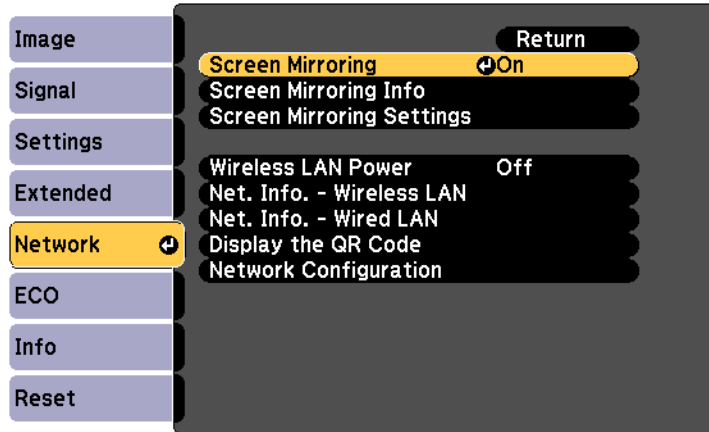 Image
Signal
Settings
Extended
Network
ECO
Info
Reset
Return
Screen Mirroring On
Screen Mirroring Info
Screen Mirroring Settings
Wireless LAN Power Off
Net. Info. - Wireless LAN
Net. Info. - Wired LAN
Display the QR Code
Network Configuration